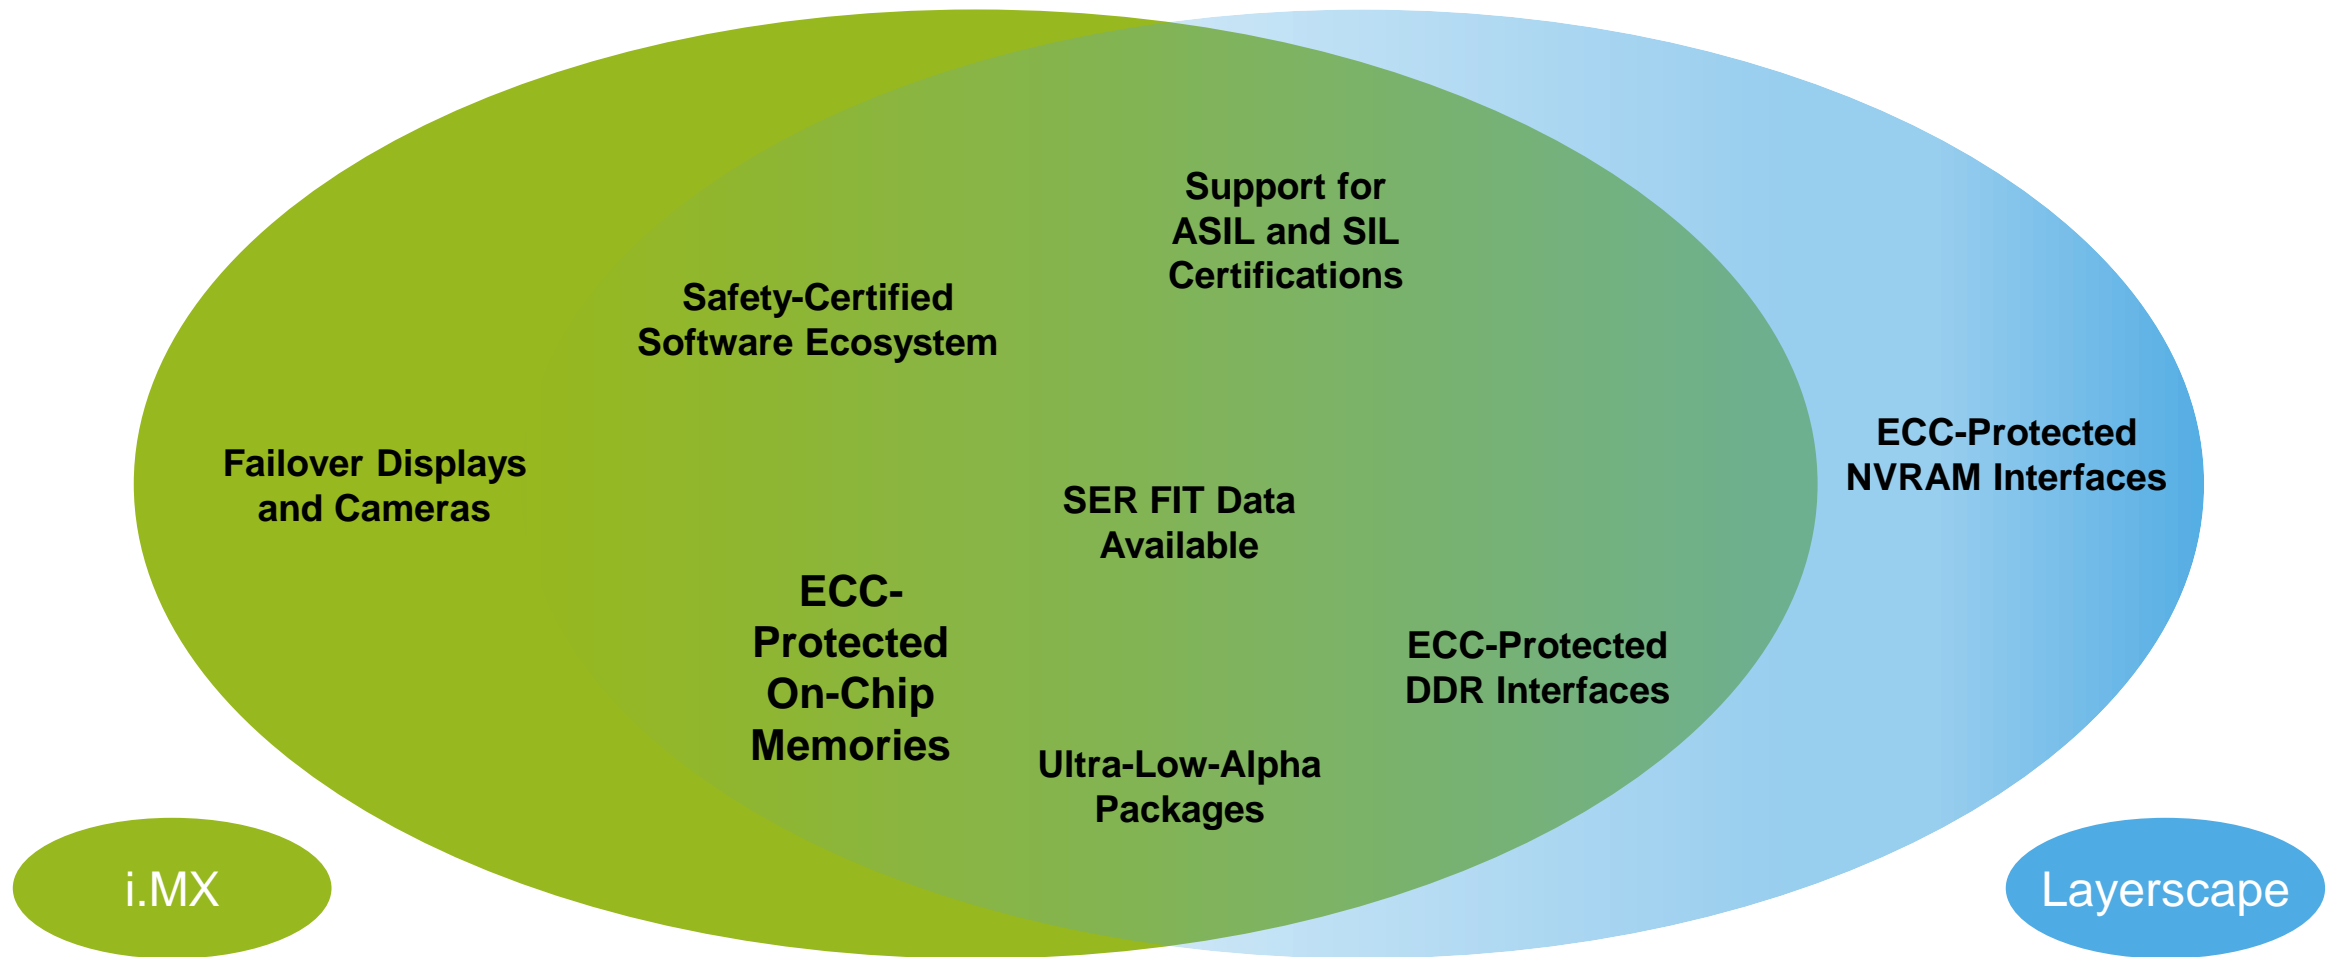 Support for
ASIL and SIL
Certifications
Safety-Certified
Software Ecosystem
Failover Displays
and Cameras
ECC-Protected
NVRAM Interfaces
SER FIT Data
Available
ECC-
Protected
On-Chip
Memories
ECC-Protected
DDR Interfaces
Ultra-Low-Alpha
Packages
i.MX
Layerscape